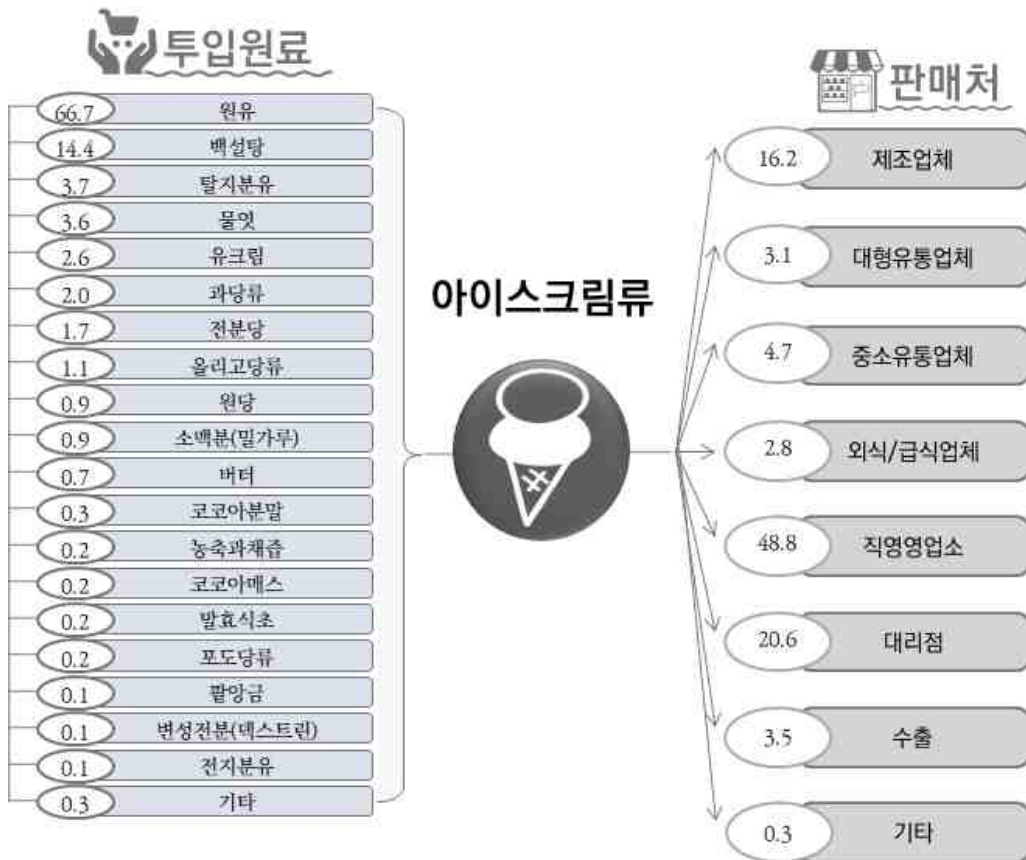 투입원료
66.7 원유
14.4 백설탕
3.7 탈지분유
3.6 물엿
2.6 유크림
2.0 과당류
1.7 전분당
1.1 올리고당류
0.9 원당
0.9 소맥분(밀가루)
0.7 버터
0.3 코코아분말
0.2 농축과채즙
0.2 코코아매스
0.2 발효식초
0.2 포도당류
0.1 팥앙금
0.1 변성전분(덱스트린)
0.1 전지분유
0.3 기타
아이스크림류
판매처
16.2 제조업체
3.1 대형유통업체
4.7 중소유통업체
2.8 외식/급식업체
48.8 직영영업소
20.6 대리점
3.5 수출
0.3 기타